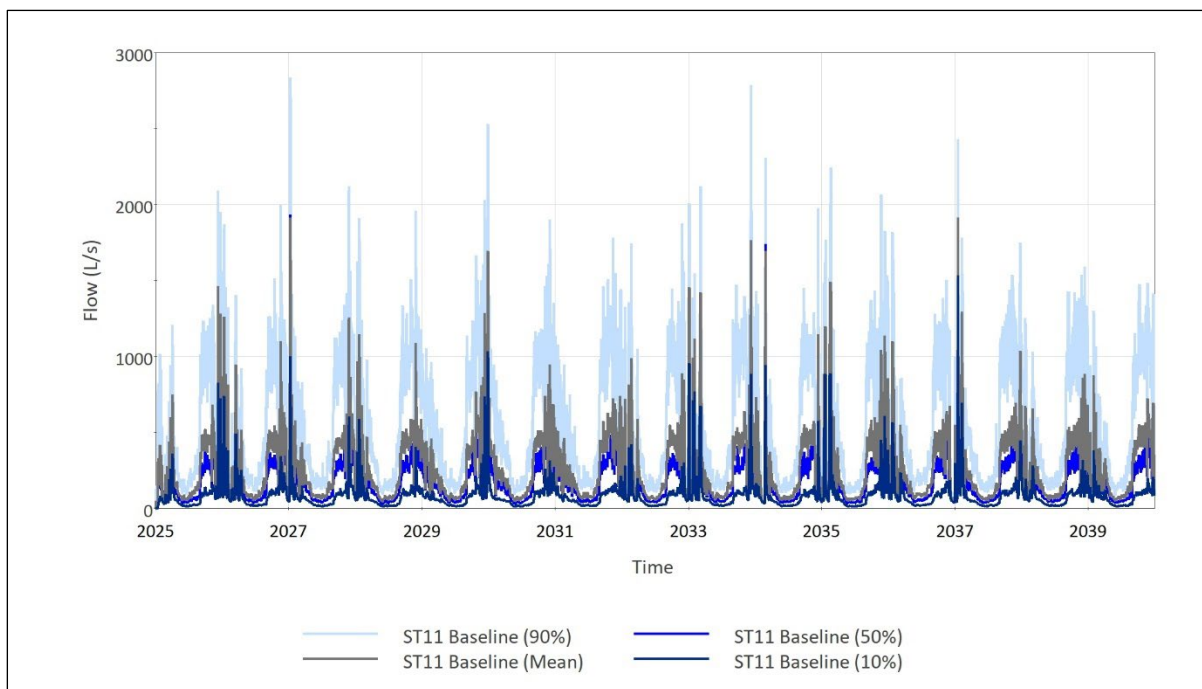 3000
2000
1000
0
Flow (L/s)
2025 2027 2029 2031 2033 2035 2037 2039
Time
ST11 Baseline (90%) ST11 Baseline (50%)
ST11 Baseline (Mean) ST11 Baseline (10%)